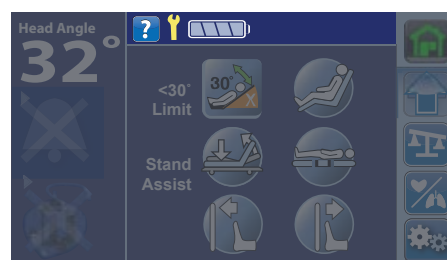 Head Angle
32°
?
<30°
Limit
30°
X
Stand
Assist